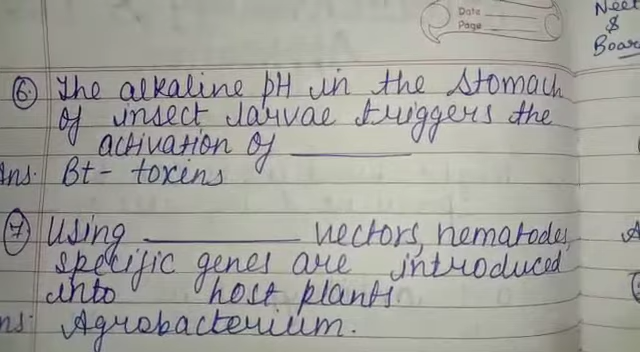 Date
Page
Neet
&
Board
6. The alkaline pH in the stomach
of insect larvae triggers the
activation of ________
Ans. Bt - toxins
7. Using ________ vectors, nematodes,
specific genes are introduced
into host plants.
ns: Agrobacterium.